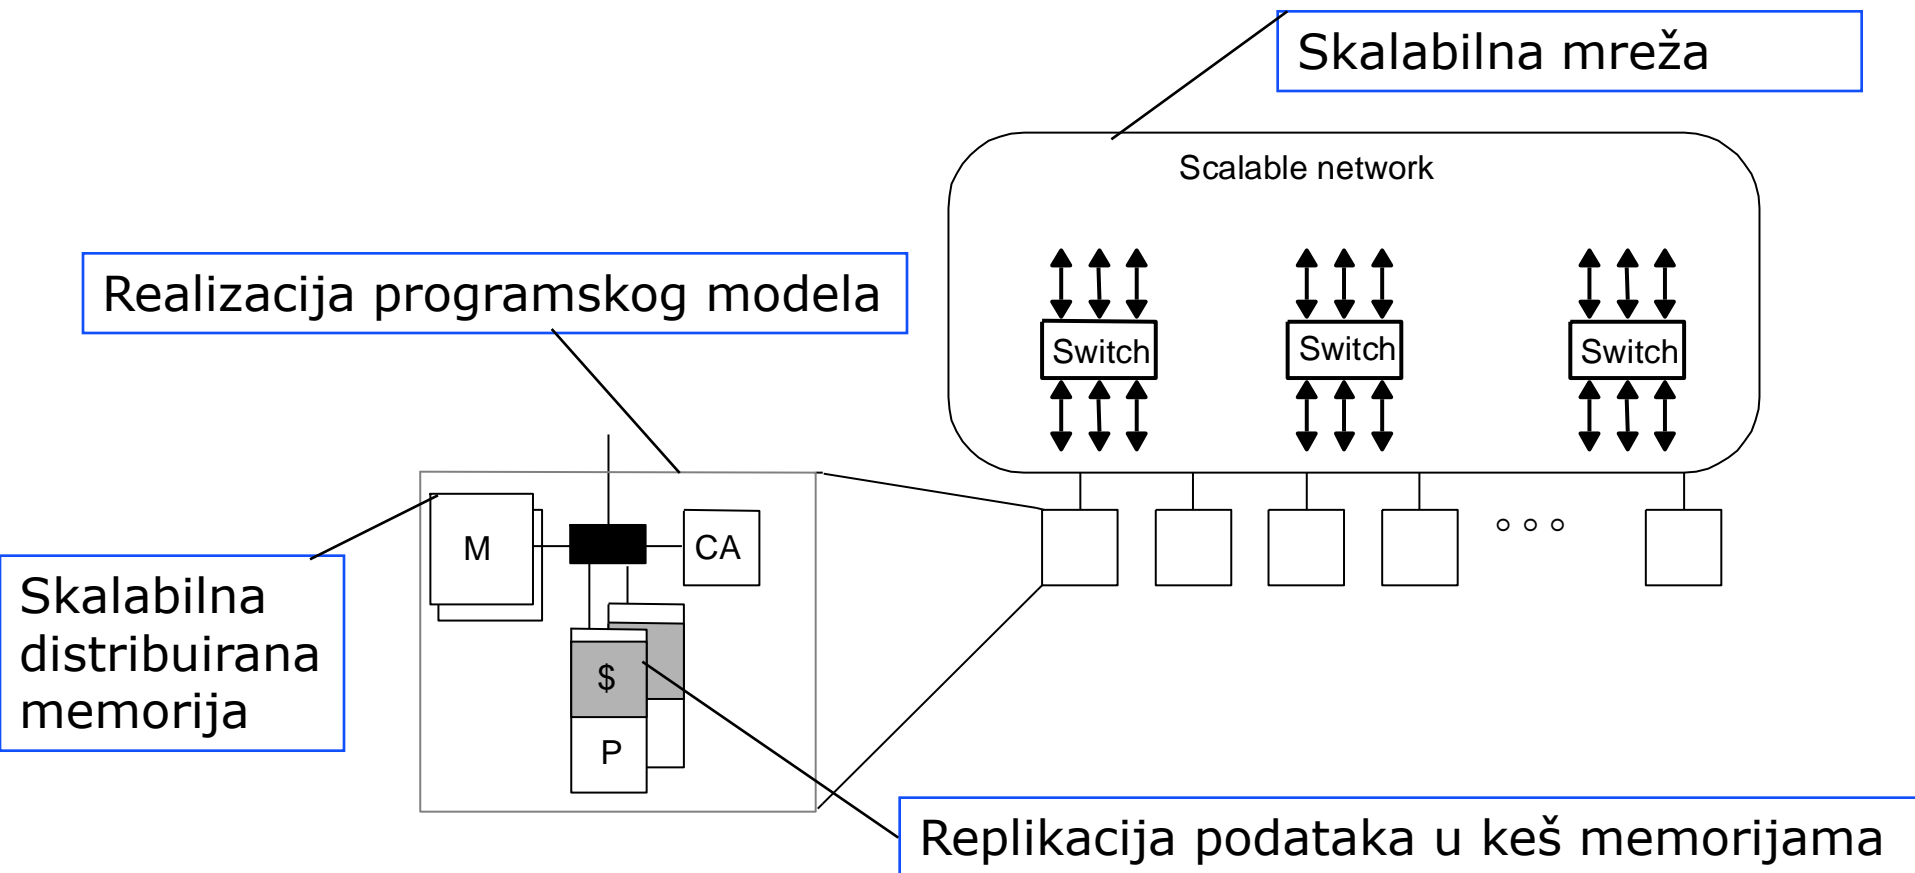 Skalabilna mreža
Scalable network
Realizacija programskog modela
Switch
Switch
Switch
M
CA
Skalabilna
distribuirana
memorija
$
P
Replikacija podataka u keš memorijama